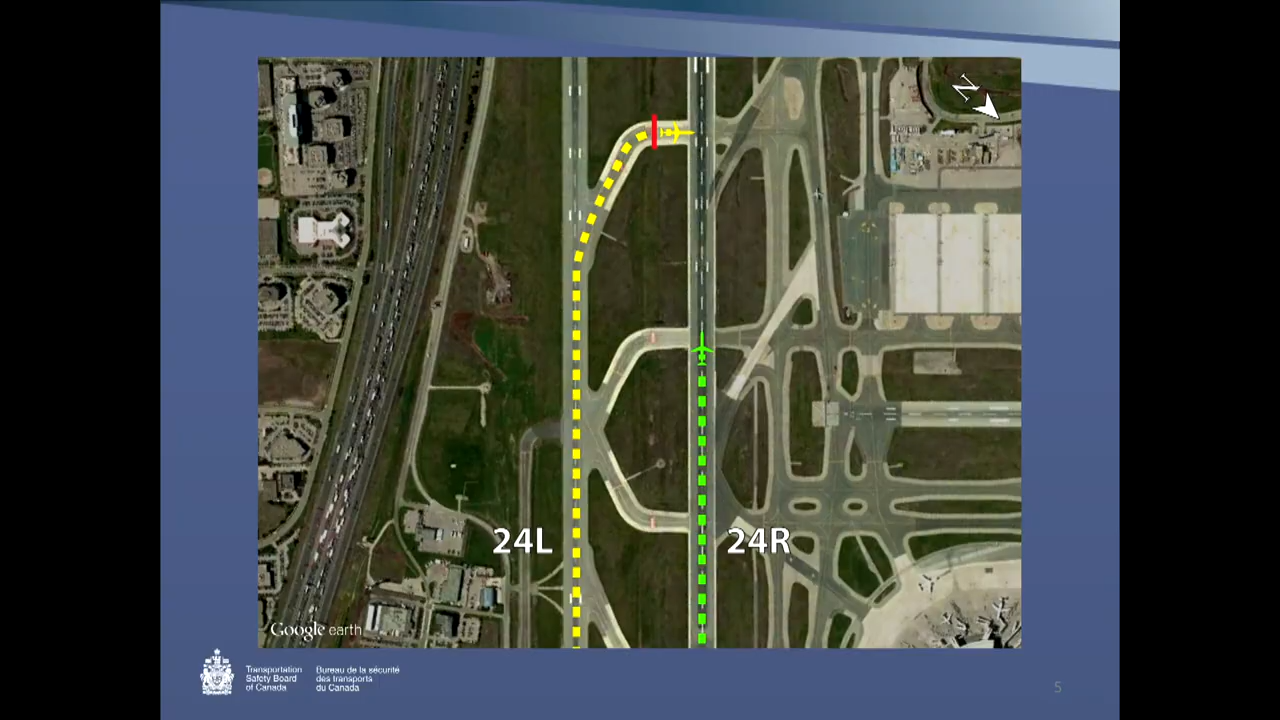 N
24L
24R
Google earth
Transportation
Safety Board
of Canada
Bureau de la sécurité
des transports
du Canada
5